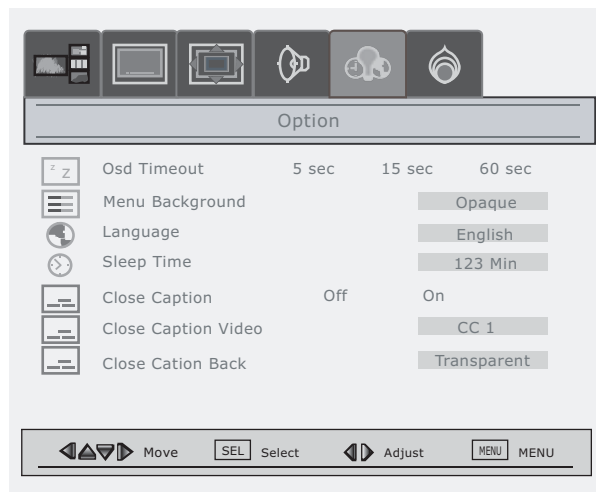 Option
z Z
Osd Timeout 5 sec 15 sec 60 sec
Menu Background Opaque
Language English
Sleep Time 123 Min
Close Caption Off On
Close Caption Video CC 1
Close Cation Back Transparent
Move SEL Select Adjust MENU MENU